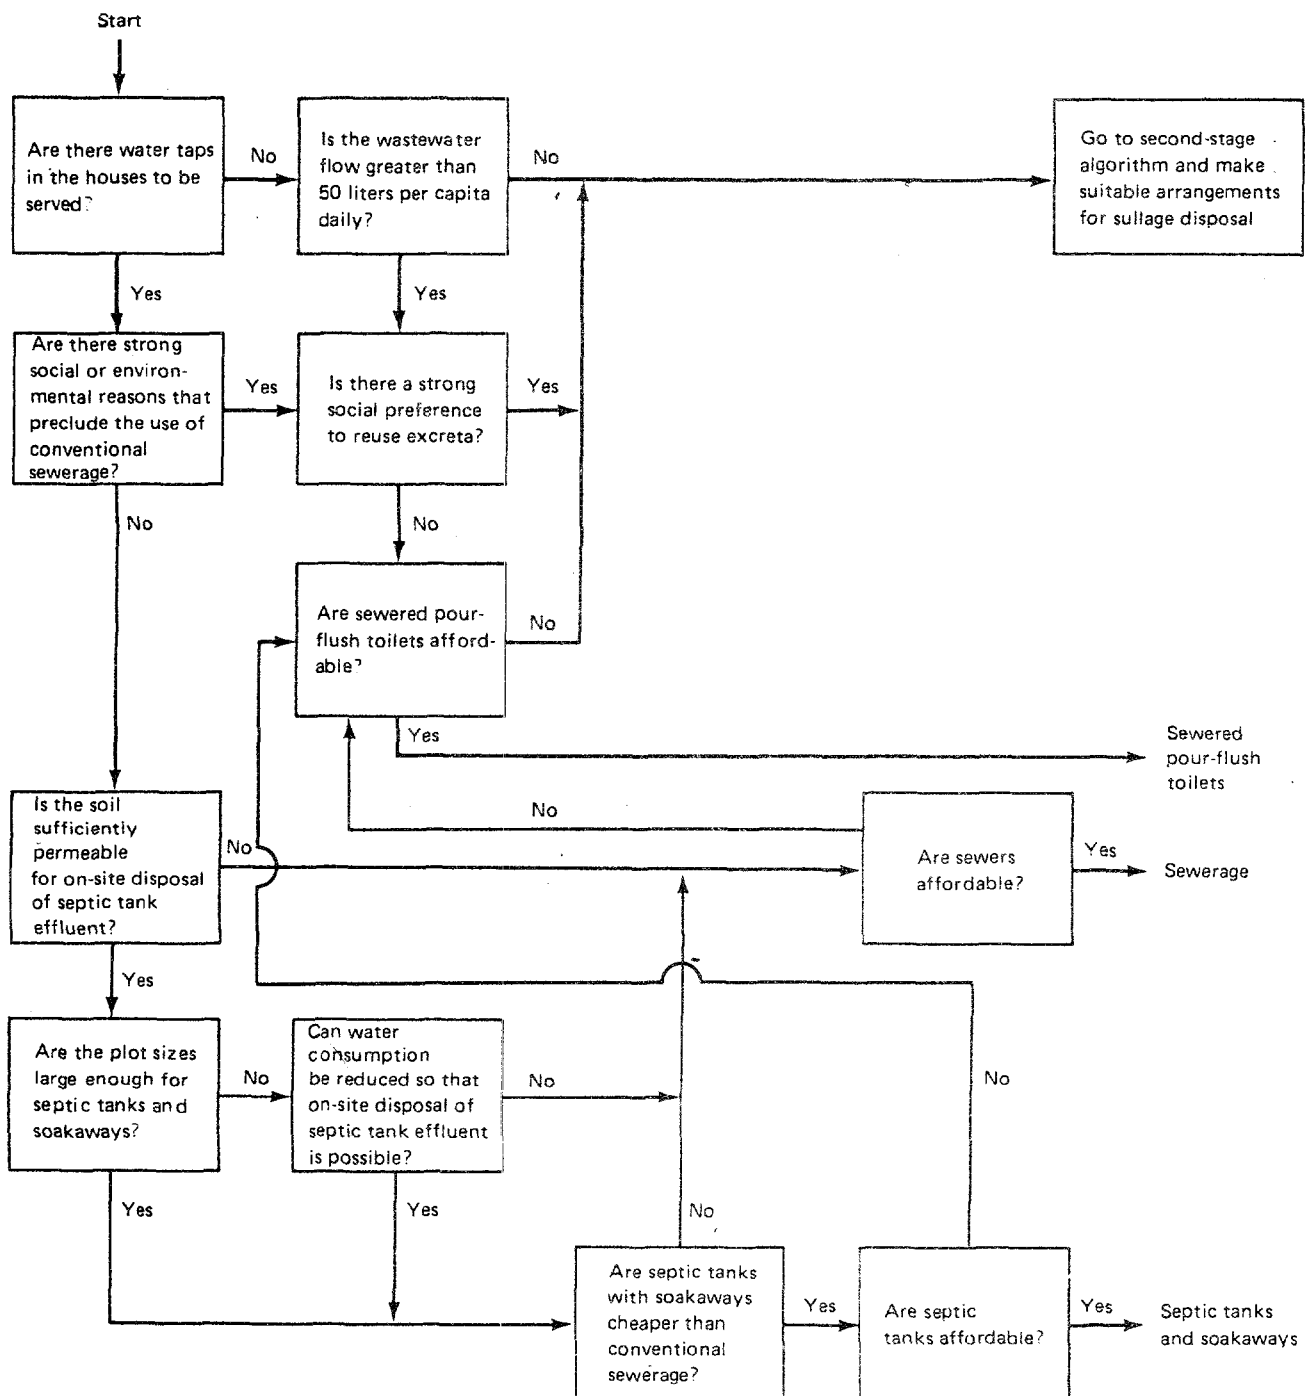 Start
Are there water taps
in the houses to be
served?
No
Is the wastewater
flow greater than
50 liters per capita
daily?
No
Go to second-stage
algorithm and make
suitable arrangements
for sullage disposal
Yes
Yes
Are there strong
social or environ-
mental reasons that
preclude the use of
conventional
sewerage?
Yes
Is there a strong
social preference
to reuse excreta?
Yes
No
No
Are sewered pour-
flush toilets afford-
able?
No
Yes
Sewered
pour-flush
toilets
Is the soil
sufficiently
permeable
for on-site disposal
of septic tank
effluent?
No
No
Are sewers
affordable?
Yes
Sewerage
Yes
Are the plot sizes
large enough for
septic tanks and
soakaways?
No
Can water
consumption
be reduced so that
on-site disposal of
septic tank effluent
is possible?
No
No
Yes
Yes
No
Are septic tanks
with soakaways
cheaper than
conventional
sewerage?
Yes
Are septic
tanks affordable?
Yes
Septic tanks
and soakaways